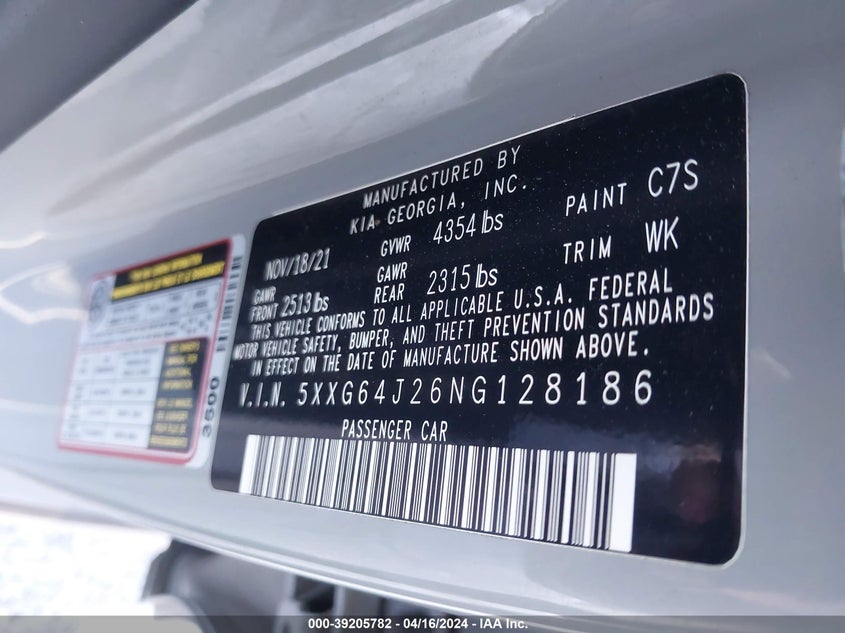 MANUFACTURED BY
KIA GEORGIA, INC.
NOV/18/21 GVWR 4354 lbs PAINT C7S
GAWR FRONT 2513 lbs GAWR REAR 2315 lbs TRIM WK
THIS VEHICLE CONFORMS TO ALL APPLICABLE U.S.A. FEDERAL
MOTOR VEHICLE SAFETY, BUMPER, AND THEFT PREVENTION STANDARDS
IN EFFECT ON THE DATE OF MANUFACTURE SHOWN ABOVE.
V.I.N. 5XXG64J26NG128186
PASSENGER CAR
3500
000-39205782 - 04/16/2024 - IAA Inc.